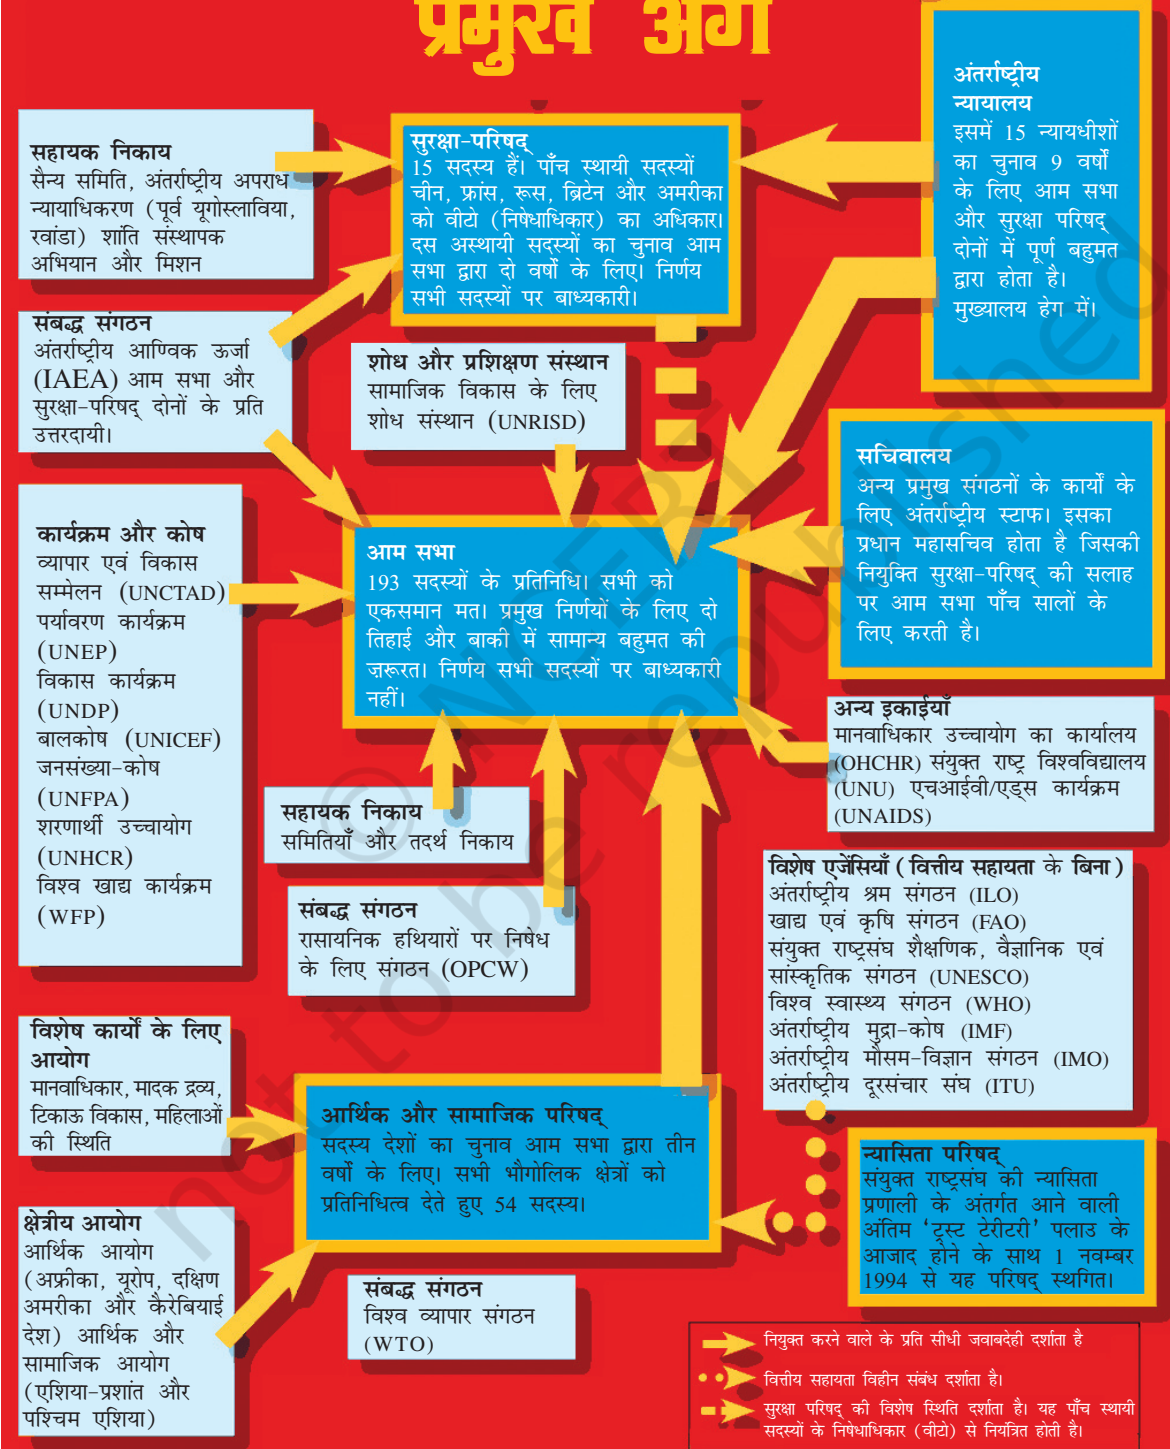 प्रमुख अंग
सहायक निकाय
सैन्य समिति, अंतर्राष्ट्रीय अपराध
न्यायाधिकरण (पूर्व यूगोस्लाविया,
रवांडा) शांति संस्थापक
अभियान और मिशन
सुरक्षा-परिषद्
15 सदस्य हैं। पाँच स्थायी सदस्यों
चीन, फ्रांस, रूस, ब्रिटेन और अमरीका
को वीटो (निषेधाधिकार) का अधिकार।
दस अस्थायी सदस्यों का चुनाव आम
सभा द्वारा दो वर्षों के लिए। निर्णय
सभी सदस्यों पर बाध्यकारी।
अंतर्राष्ट्रीय
न्यायालय
इसमें 15 न्यायधीशों
का चुनाव 9 वर्षों
के लिए आम सभा
और सुरक्षा परिषद्
दोनों में पूर्ण बहुमत
द्वारा होता है।
मुख्यालय हेग में।
संबद्ध संगठन
अंतर्राष्ट्रीय आण्विक ऊर्जा
(IAEA) आम सभा और
सुरक्षा-परिषद् दोनों के प्रति
उत्तरदायी।
शोध और प्रशिक्षण संस्थान
सामाजिक विकास के लिए
शोध संस्थान (UNRISD)
सचिवालय
अन्य प्रमुख संगठनों के कार्यों के
लिए अंतर्राष्ट्रीय स्टाफ। इसका
प्रधान महासचिव होता है जिसकी
नियुक्ति सुरक्षा-परिषद् की सलाह
पर आम सभा पाँच सालों के
लिए करती है।
कार्यक्रम और कोष
व्यापार एवं विकास
सम्मेलन (UNCTAD)
पर्यावरण कार्यक्रम
(UNEP)
विकास कार्यक्रम
(UNDP)
बालकोष (UNICEF)
जनसंख्या-कोष
(UNFPA)
शरणार्थी उच्चायोग
(UNHCR)
विश्व खाद्य कार्यक्रम
(WFP)
आम सभा
193 सदस्यों के प्रतिनिधि। सभी को
एकसमान मत। प्रमुख निर्णयों के लिए दो
तिहाई और बाकी में सामान्य बहुमत की
ज़रूरत। निर्णय सभी सदस्यों पर बाध्यकारी
नहीं।
अन्य इकाईयाँ
मानवाधिकार उच्चायोग का कार्यालय
(OHCHR) संयुक्त राष्ट्र विश्वविद्यालय
(UNU) एचआईवी/एड्स कार्यक्रम
(UNAIDS)
सहायक निकाय
समितियाँ और तदर्थ निकाय
संबद्ध संगठन
रासायनिक हथियारों पर निषेध
के लिए संगठन (OPCW)
विशेष एजेंसियाँ (वित्तीय सहायता के बिना)
अंतर्राष्ट्रीय श्रम संगठन (ILO)
खाद्य एवं कृषि संगठन (FAO)
संयुक्त राष्ट्रसंघ शैक्षणिक, वैज्ञानिक एवं
सांस्कृतिक संगठन (UNESCO)
विश्व स्वास्थ्य संगठन (WHO)
अंतर्राष्ट्रीय मुद्रा-कोष (IMF)
अंतर्राष्ट्रीय मौसम-विज्ञान संगठन (IMO)
अंतर्राष्ट्रीय दूरसंचार संघ (ITU)
विशेष कार्यों के लिए
आयोग
मानवाधिकार, मादक द्रव्य,
टिकाऊ विकास, महिलाओं
की स्थिति
आर्थिक और सामाजिक परिषद्
सदस्य देशों का चुनाव आम सभा द्वारा तीन
वर्षों के लिए। सभी भौगोलिक क्षेत्रों को
प्रतिनिधित्व देते हुए 54 सदस्य।
न्यासिता परिषद्
संयुक्त राष्ट्रसंघ की न्यासिता
प्रणाली के अंतर्गत आने वाली
अंतिम ‘ट्रस्ट टेरीटरी’ पलाउ के
आजाद होने के साथ 1 नवम्बर
1994 से यह परिषद् स्थगित।
क्षेत्रीय आयोग
आर्थिक आयोग
(अफ्रीका, यूरोप, दक्षिण
अमरीका और कैरेबियाई
देश) आर्थिक और
सामाजिक आयोग
(एशिया-प्रशांत और
पश्चिम एशिया)
संबद्ध संगठन
विश्व व्यापार संगठन
(WTO)
नियुक्त करने वाले के प्रति सीधी जवाबदेही दर्शाता है
वित्तीय सहायता विहीन संबंध दर्शाता है।
सुरक्षा परिषद् की विशेष स्थिति दर्शाता है। यह पाँच स्थायी
सदस्यों के निषेधाधिकार (वीटो) से नियंत्रित होती है।
© NCERT
not to be republished